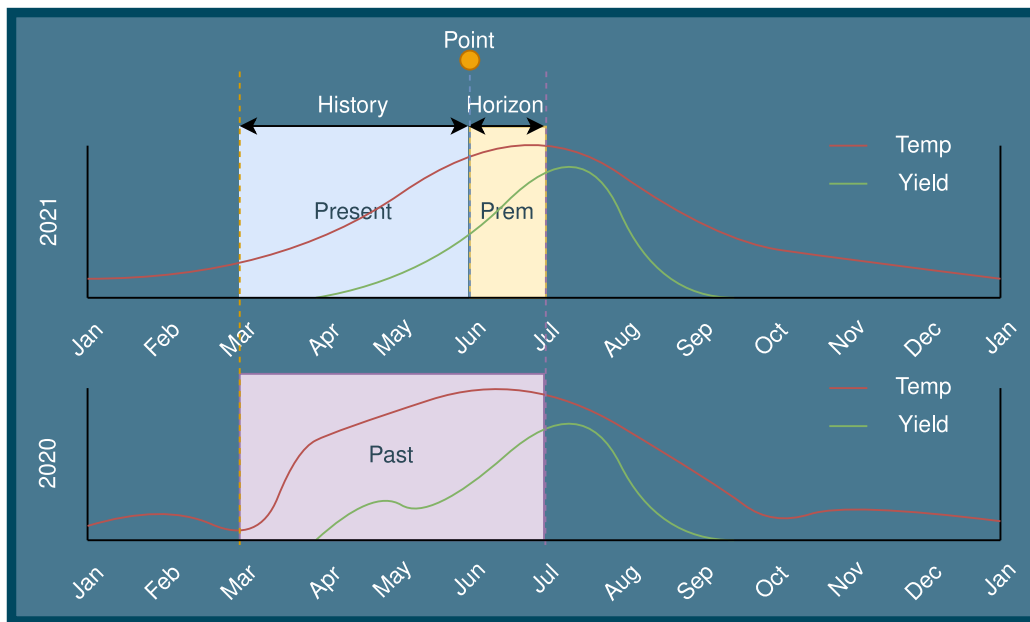 Point
History
Horizon
Temp
Yield
Present
Prem
2021
Jan
Feb
Mar
Apr
May
Jun
Jul
Aug
Sep
Oct
Nov
Dec
Jan
Temp
Yield
Past
2020
Jan
Feb
Mar
Apr
May
Jun
Jul
Aug
Sep
Oct
Nov
Dec
Jan